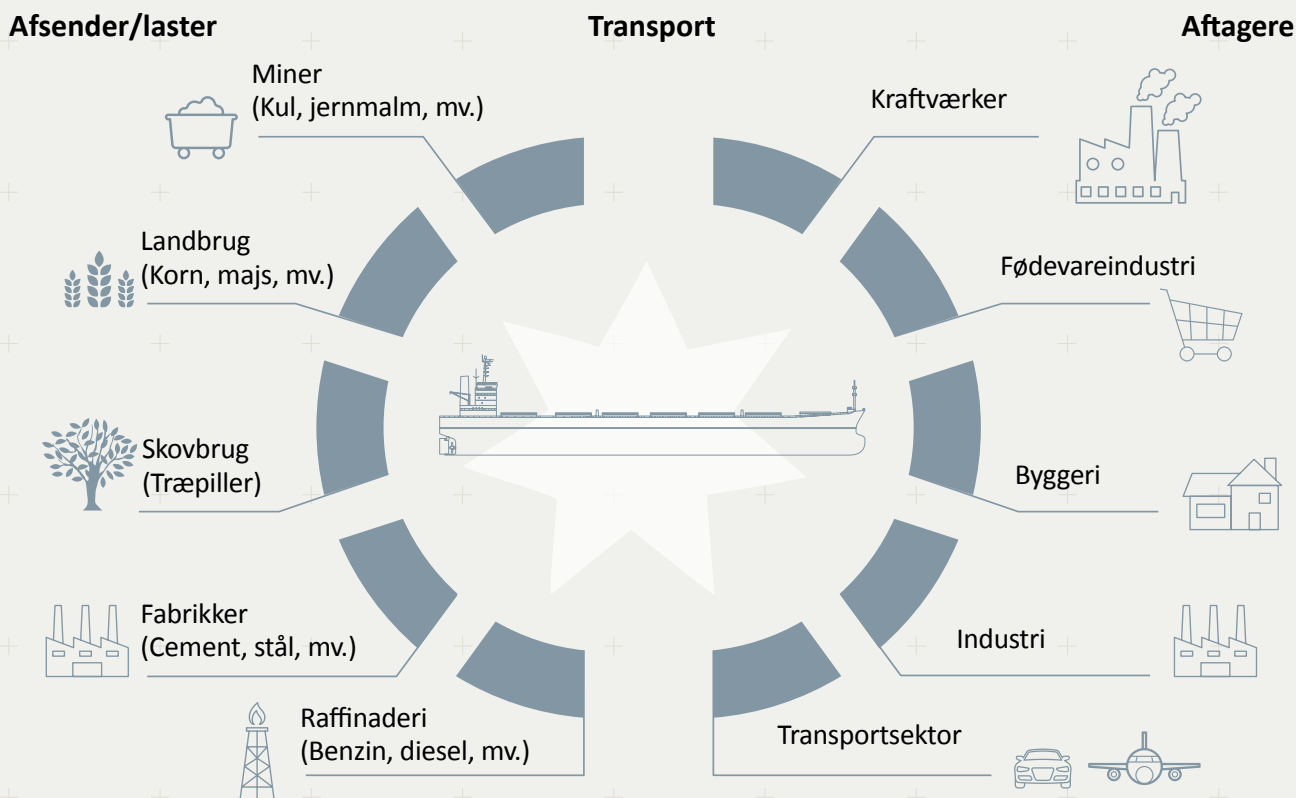 Afsender/laster
Transport
Aftagere
Miner
(Kul, jernmalm, mv.)
Landbrug
(Korn, majs, mv.)
Skovbrug
(Træpiller)
Fabrikker
(Cement, stål, mv.)
Raffinaderi
(Benzin, diesel, mv.)
Kraftværker
Fødevareindustri
Byggeri
Industri
Transportsektor